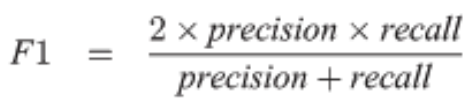 F1 = 2 × precision × recall / precision + recall